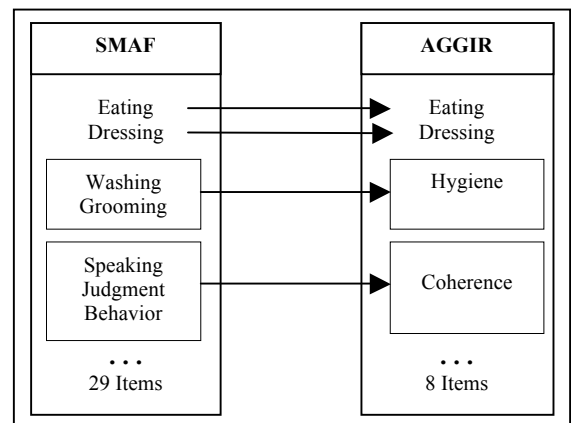 SMAF
Eating
Dressing
Washing
Grooming
Speaking
Judgment
Behavior
. . .
29 Items
AGGIR
Eating
Dressing
Hygiene
Coherence
. . .
8 Items